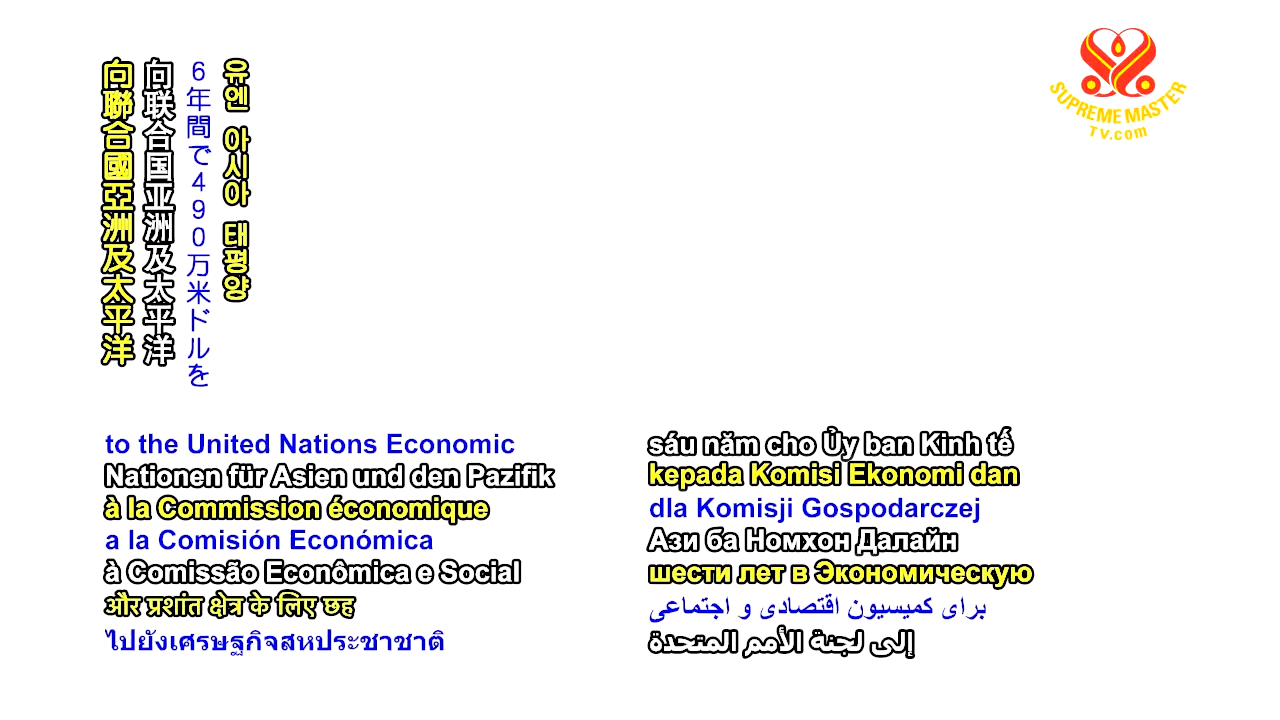 向聯合國亞洲及太平洋
向联合国亚洲及太平洋
6年間で490万米ドルを
유엔 아시아 태평양
SUPREME MASTER
TV.com
to the United Nations Economic
Nationen für Asien und den Pazifik
à la Commission économique
a la Comisión Económica
à Comissão Econômica e Social
और प्रशांत क्षेत्र के लिए छह
ไปยังเศรษฐกิจสหประชาชาติ
sáu năm cho Ủy ban Kinh tế
kepada Komisi Ekonomi dan
dla Komisji Gospodarczej
Ази ба Номхон Далайн
шести лет в Экономическую
برای کمیسیون اقتصادی و اجتماعی
إلى لجنة الأمم المتحدة